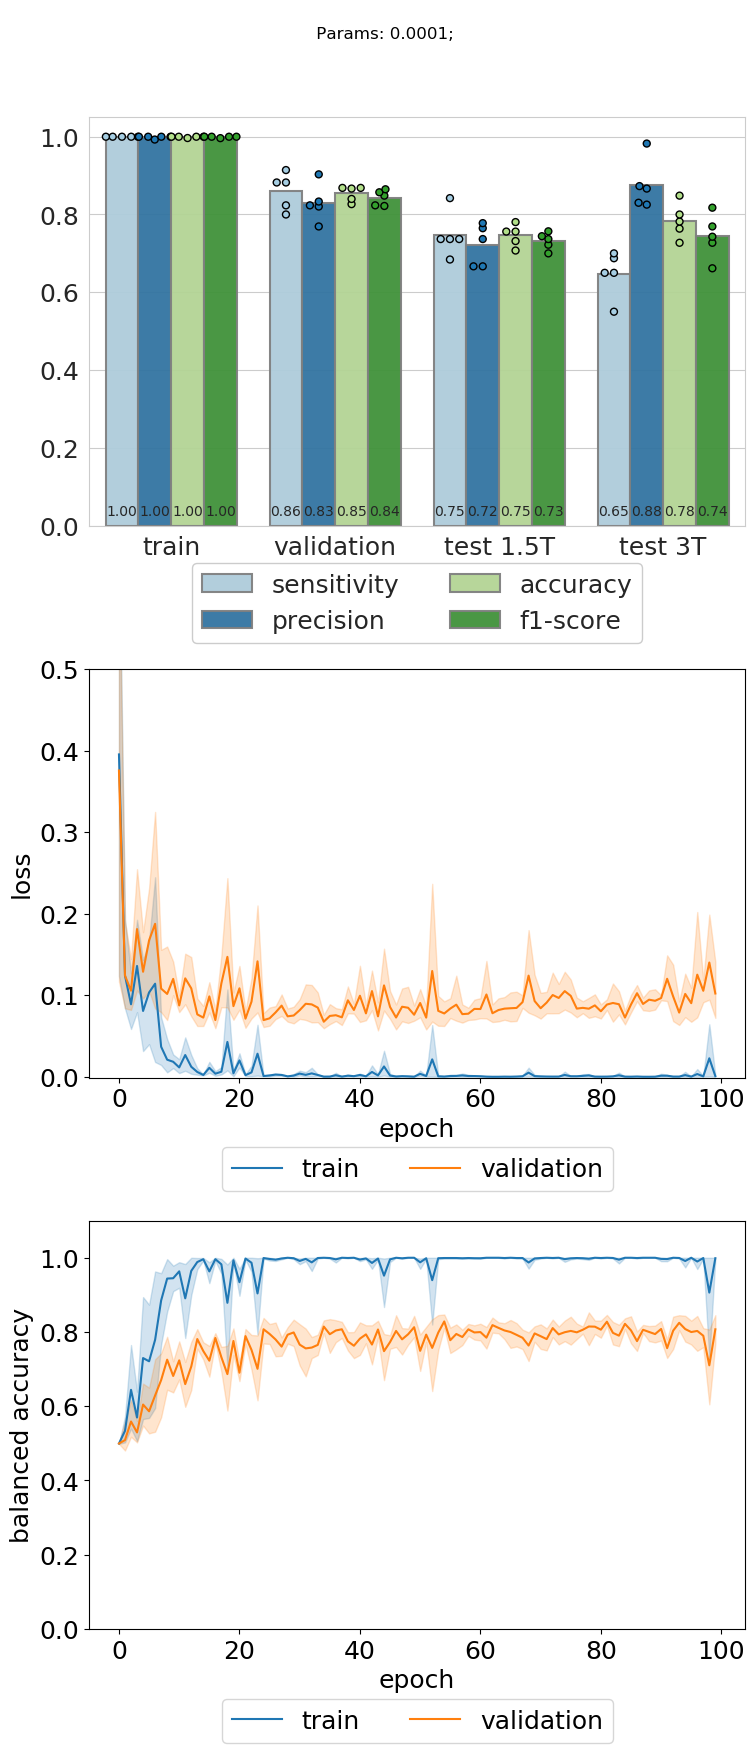 Params: 0.0001;
1.0
0.8
0.6
0.4
0.2
0.0
1.00 1.00 1.00 1.00 0.86 0.83 0.85 0.84 0.75 0.72 0.75 0.73 0.65 0.88 0.78 0.74
train validation test 1.5T test 3T
sensitivity accuracy
precision f1-score
0.5
0.4
0.3
0.2
0.1
0.0
loss
0 20 40 60 80 100
epoch
train validation
1.0
0.8
0.6
0.4
0.2
0.0
balanced accuracy
0 20 40 60 80 100
epoch
train validation